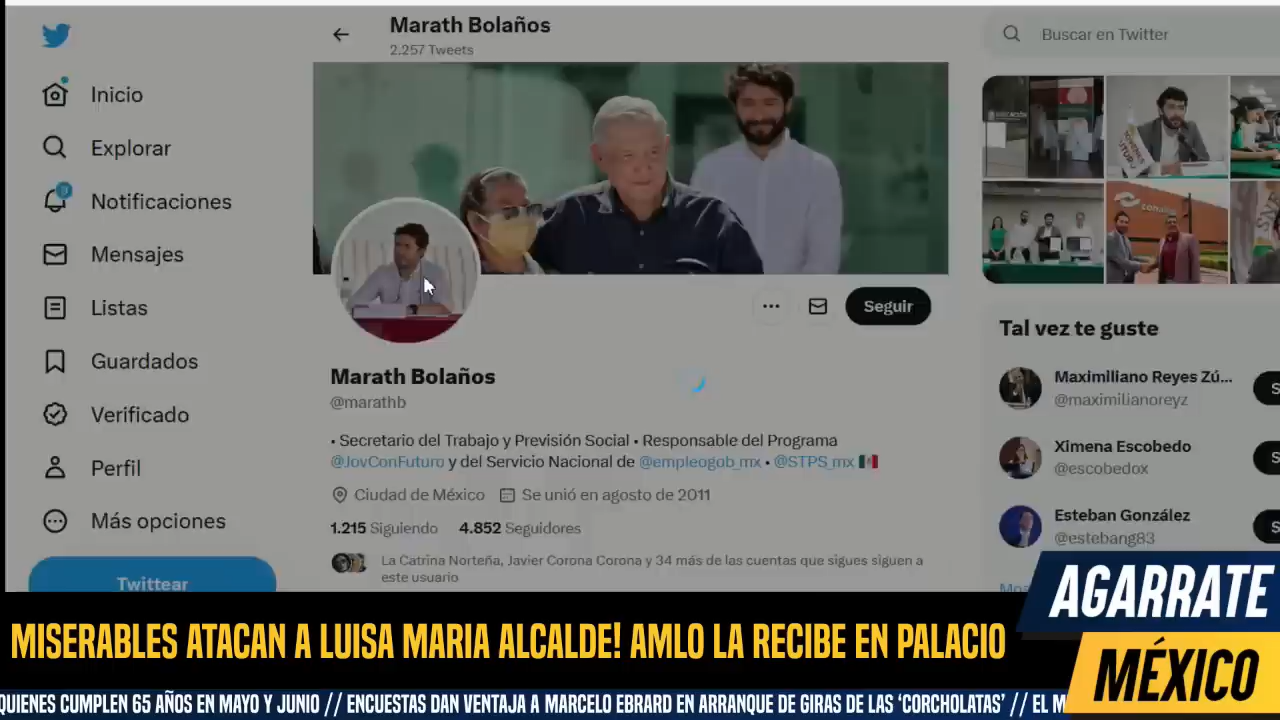 Marath Bolaños
2.257 Tweets
Buscar en Twitter
Inicio
Explorar
Notificaciones
Mensajes
Listas
Guardados
Verificado
Perfil
Más opciones
Twittear
Seguir
Marath Bolaños
@marathb
• Secretario del Trabajo y Previsión Social • Responsable del Programa
@JovConFuturo y del Servicio Nacional de @empleogob_mx • @STPS_mx
Ciudad de México Se unió en agosto de 2011
1.215 Siguiendo 4.852 Seguidores
La Catrina Norteña, Javier Corona Corona y 34 más de las cuentas que sigues siguen a
este usuario
Tal vez te guste
Maximiliano Reyes Zú...
@maximilianoreyz
Ximena Escobedo
@escobedox
Esteban González
@estebang83
AGARRATE
MÉXICO
MISERABLES ATACAN A LUISA MARIA ALCALDE! AMLO LA RECIBE EN PALACIO
QUIENES CUMPLEN 65 AÑOS EN MAYO Y JUNIO // ENCUESTAS DAN VENTAJA A MARCELO EBRARD EN ARRANQUE DE GIRAS DE LAS ‘CORCHOLATAS’ // EL M